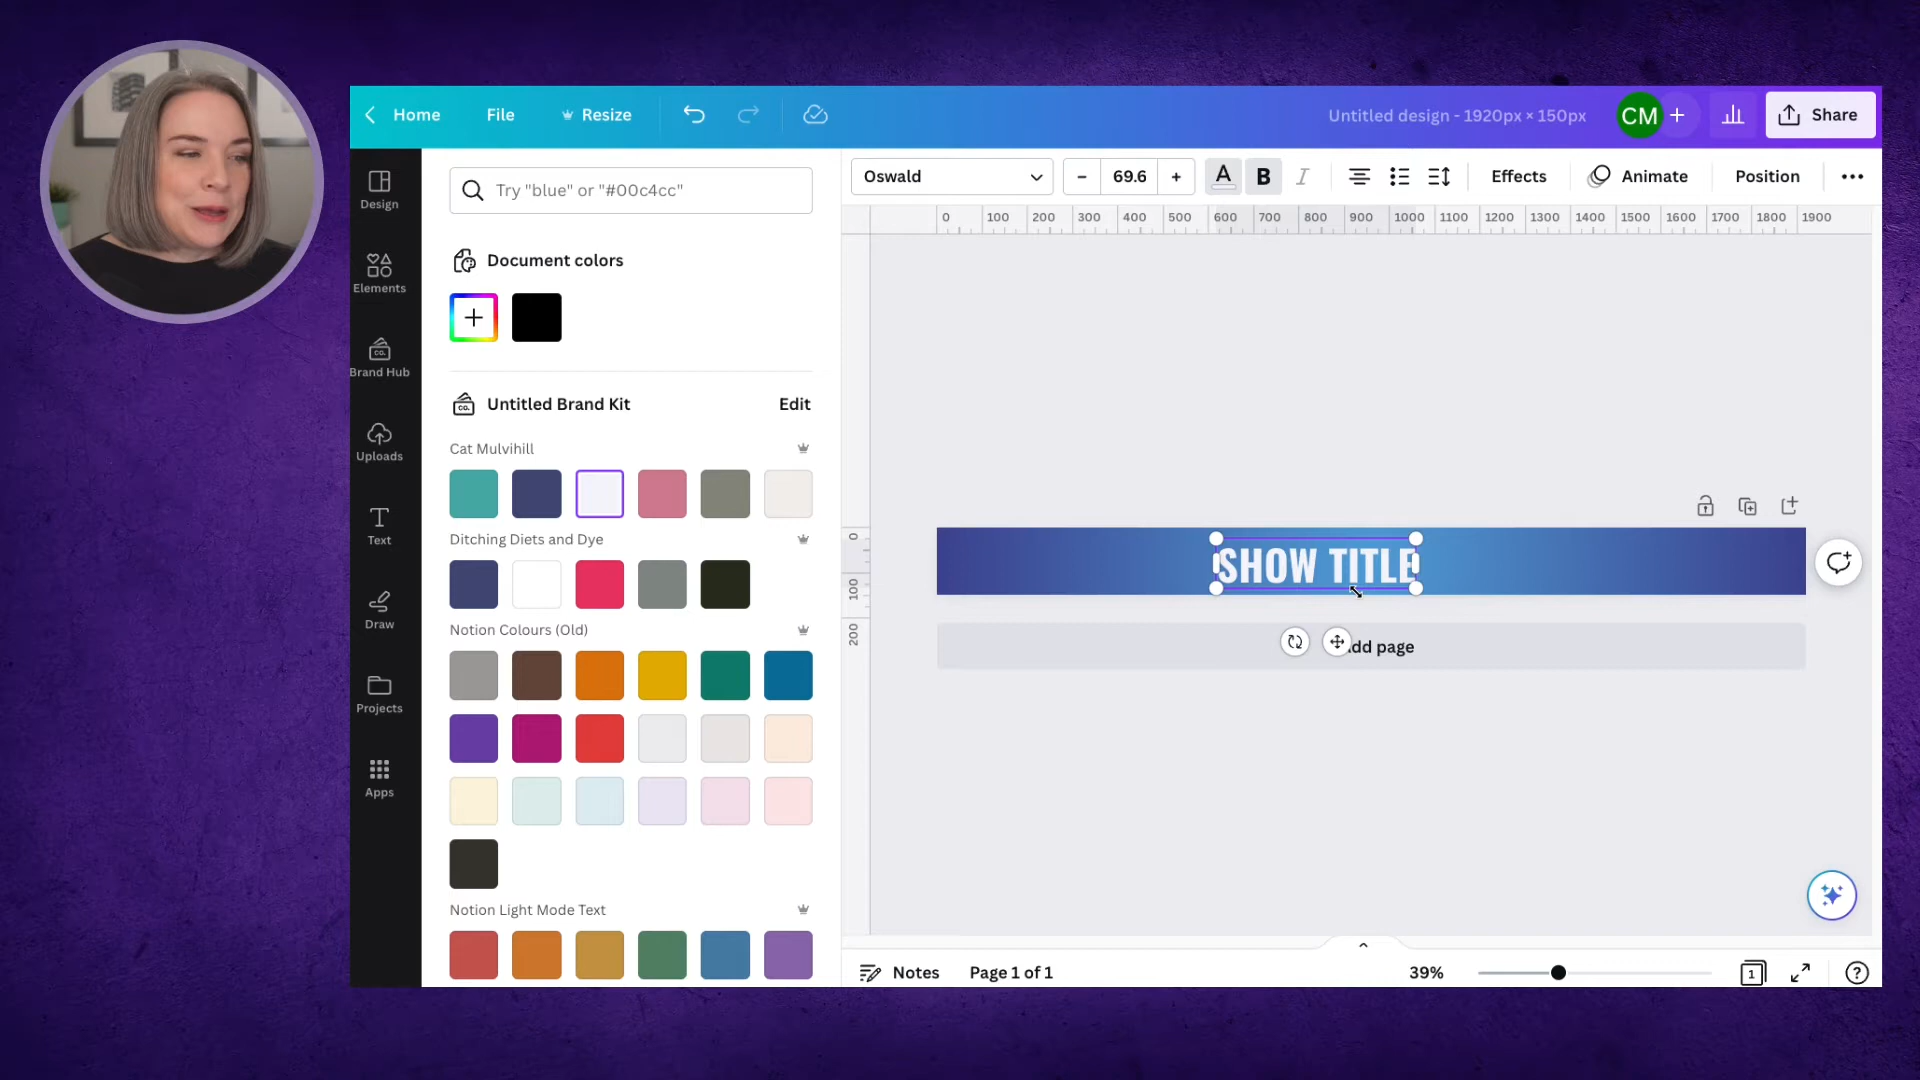 Home File Resize Untitled design - 1920px × 150px CM + Share
Design
Elements
Brand Hub
Uploads
Text
Draw
Projects
Apps
Try "blue" or "#00c4cc"
Document colors
Untitled Brand Kit Edit
Cat Mulvihill
Ditching Diets and Dye
Notion Colours (Old)
Notion Light Mode Text
Oswald − 69.6 + A B I Effects Animate Position
0 100 200 300 400 500 600 700 800 900 1000 1100 1200 1300 1400 1500 1600 1700 1800 1900
0
100
200
SHOW TITLE
dd page
Notes Page 1 of 1 39% 1